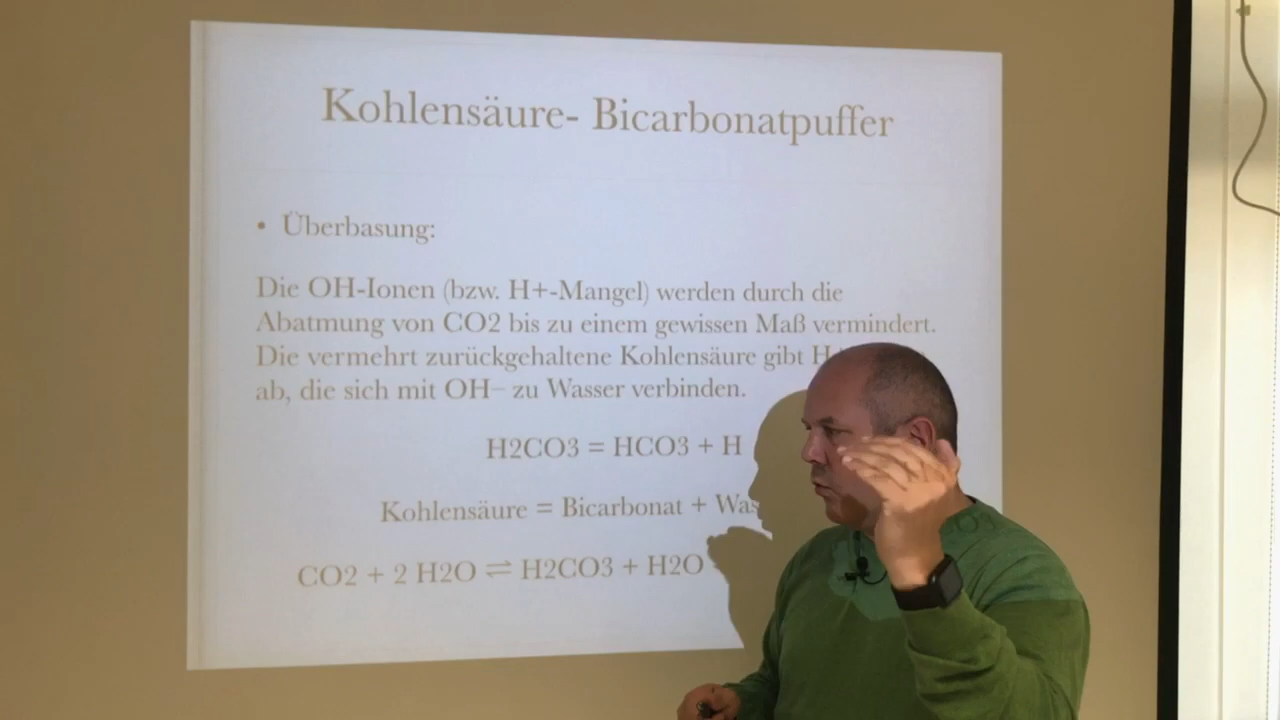 Kohlensäure- Bicarbonatpuffer
• Überbasung:
Die OH-Ionen (bzw. H+-Mangel) werden durch die
Abatmung von CO2 bis zu einem gewissen Maß vermindert.
Die vermehrt zurückgehaltene Kohlensäure gibt H+
ab, die sich mit OH– zu Wasser verbinden.
H2CO3 = HCO3 + H
Kohlensäure = Bicarbonat + Was
CO2 + 2 H2O ⇌ H2CO3 + H2O